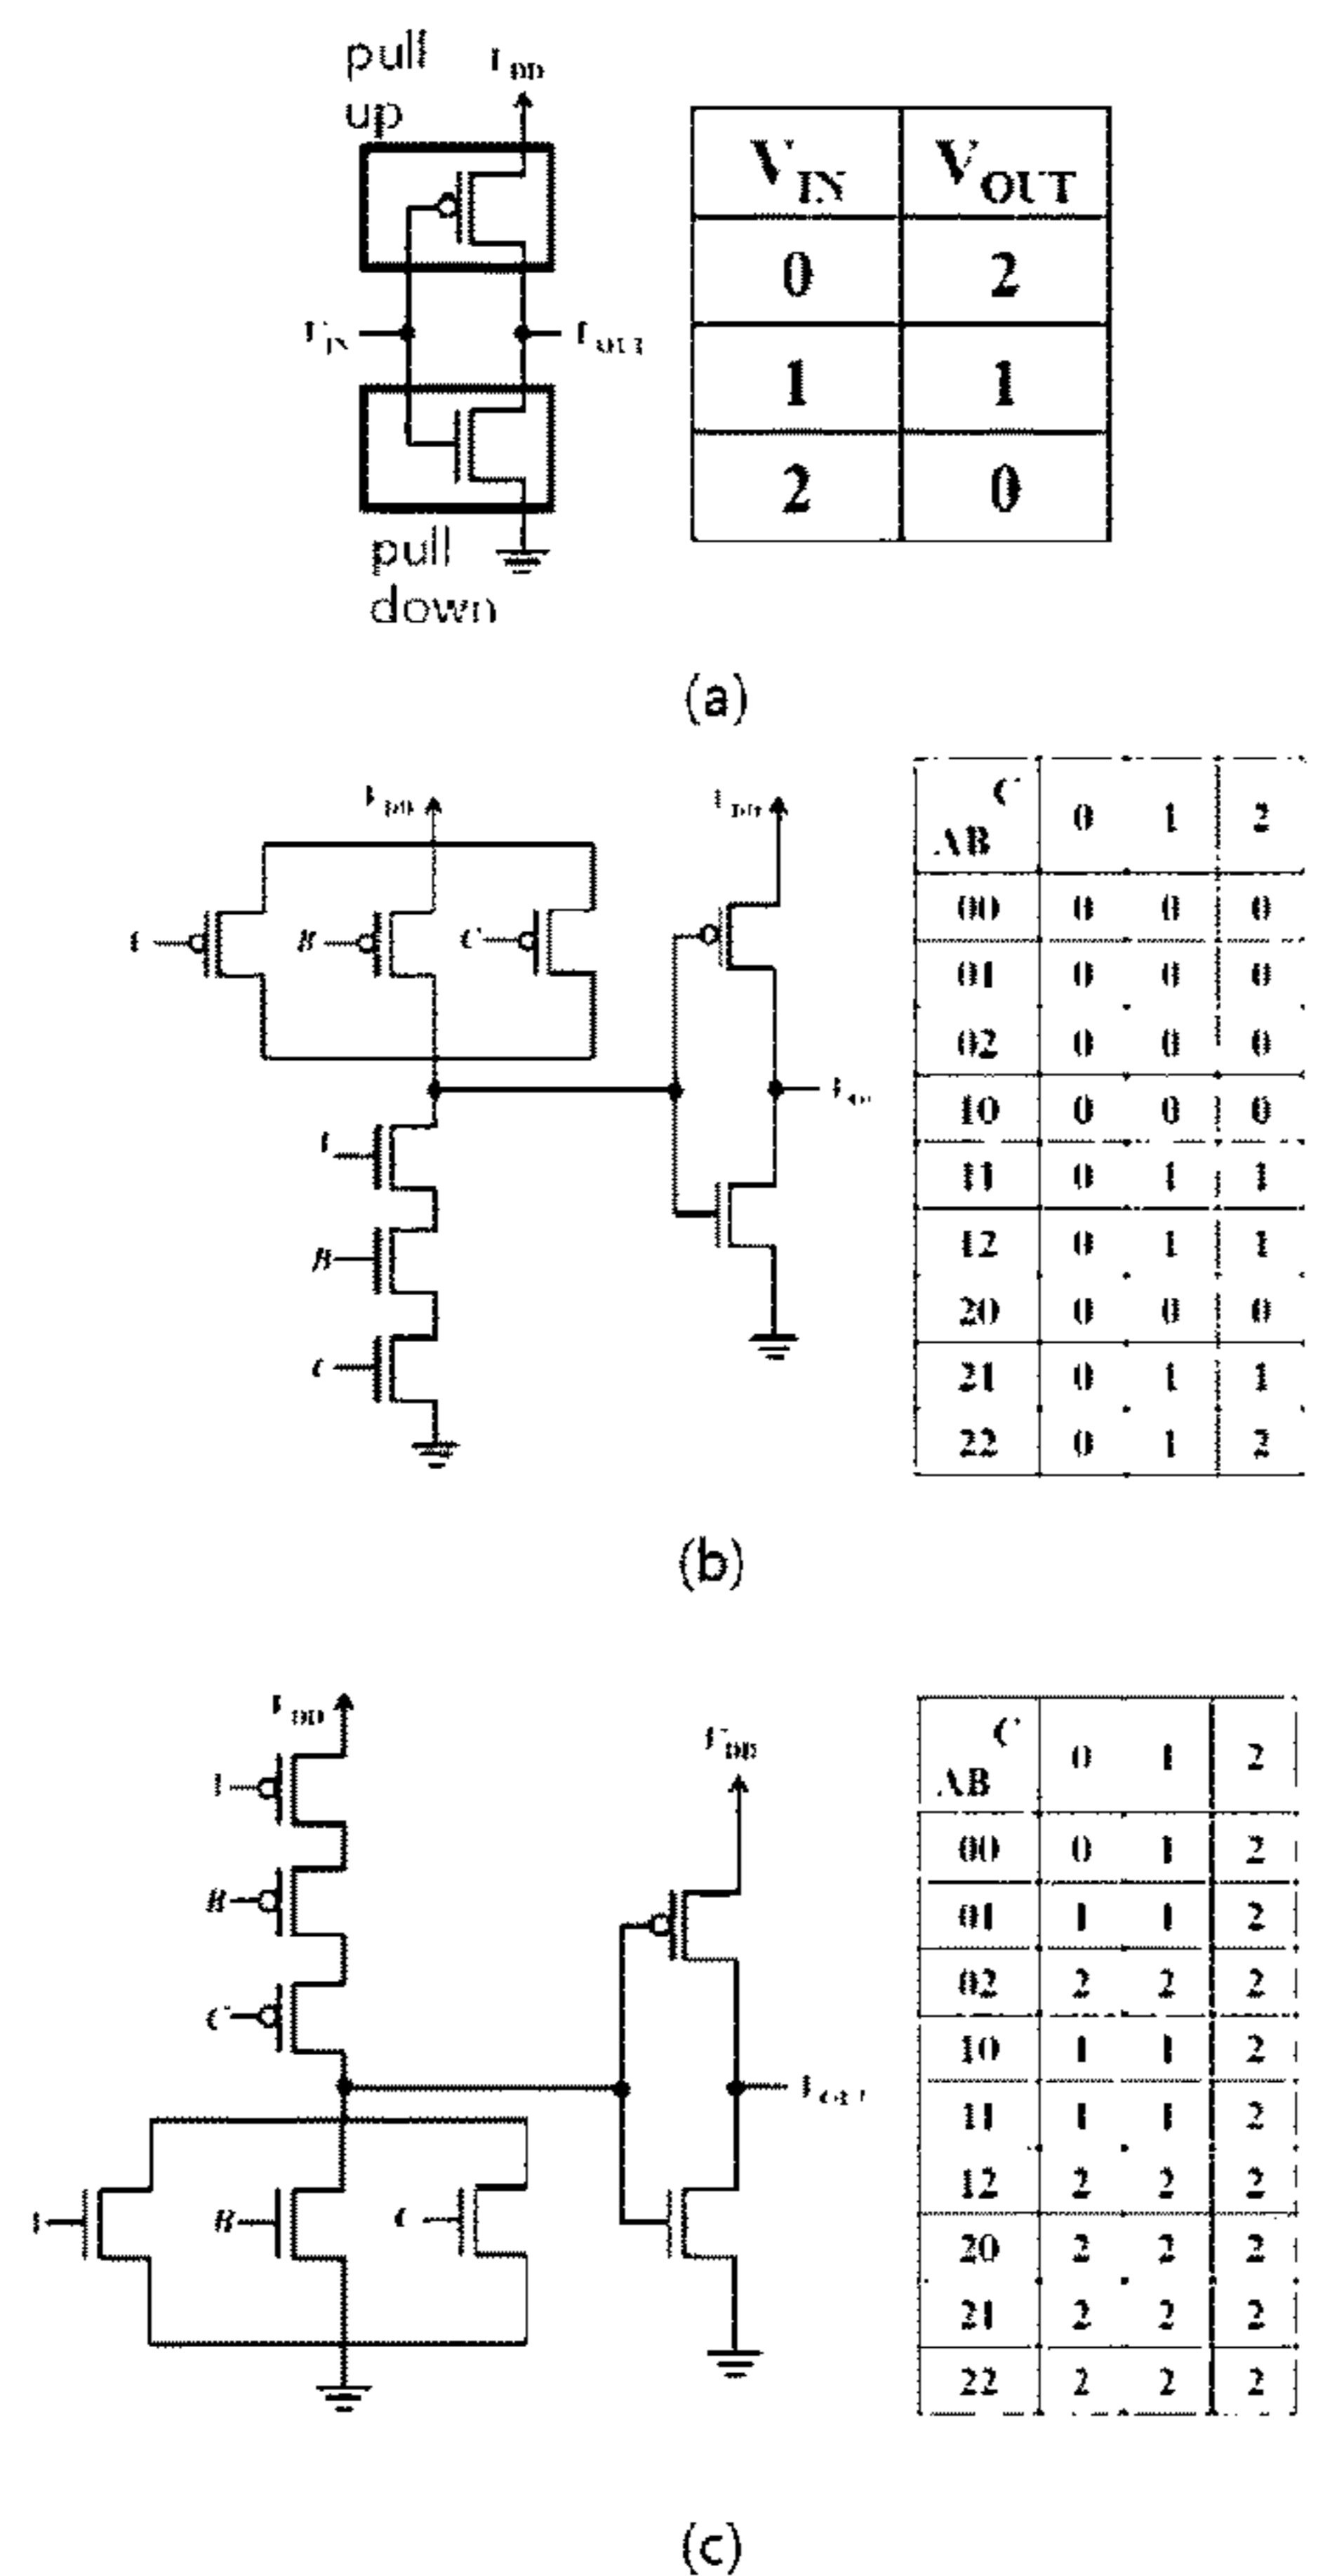 pull
up
V IN V OUT
0 2
1 1
2 0
pull
down
(a)
C
AB 0 1 2
00 0 0 0
01 0 0 0
02 0 0 0
10 0 0 0
11 0 1 1
12 0 1 1
20 0 0 0
21 0 1 1
22 0 1 2
B C
B
(b)
C
AB 0 1 2
00 0 1 2
01 1 1 2
02 2 2 2
10 1 1 2
11 1 1 2
12 2 2 2
20 2 2 2
21 2 2 2
22 2 2 2
B
C
B
(c)